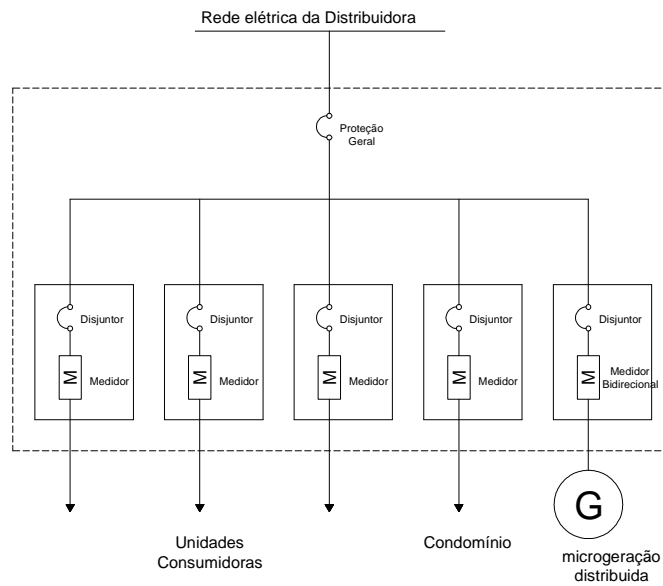 Rede elétrica da Distribuidora
Proteção
Geral
Disjuntor
Disjuntor
Disjuntor
Disjuntor
Disjuntor
M
Medidor
M
Medidor
M
Medidor
M
Medidor
M
Medidor
Bidirecional
Unidades
Consumidoras
Condomínio
G
microgeração
distribuida